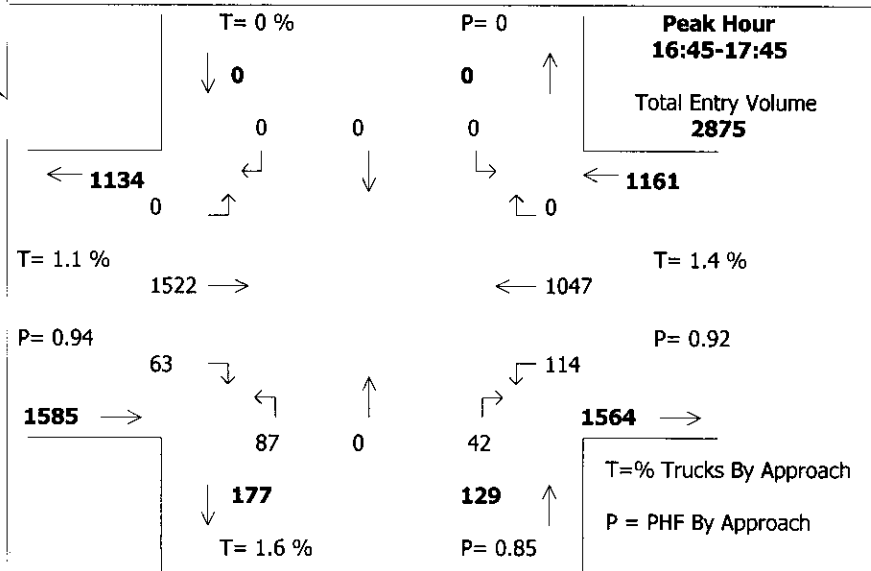 T= 0 %
P= 0
Peak Hour
16:45-17:45
0
0
Total Entry Volume
2875
0
0
0
1134
1161
0
0
T= 1.1 %
T= 1.4 %
1522
1047
P= 0.94
P= 0.92
63
114
1585
1564
87
0
42
T=% Trucks By Approach
177
129
P = PHF By Approach
T= 1.6 %
P= 0.85